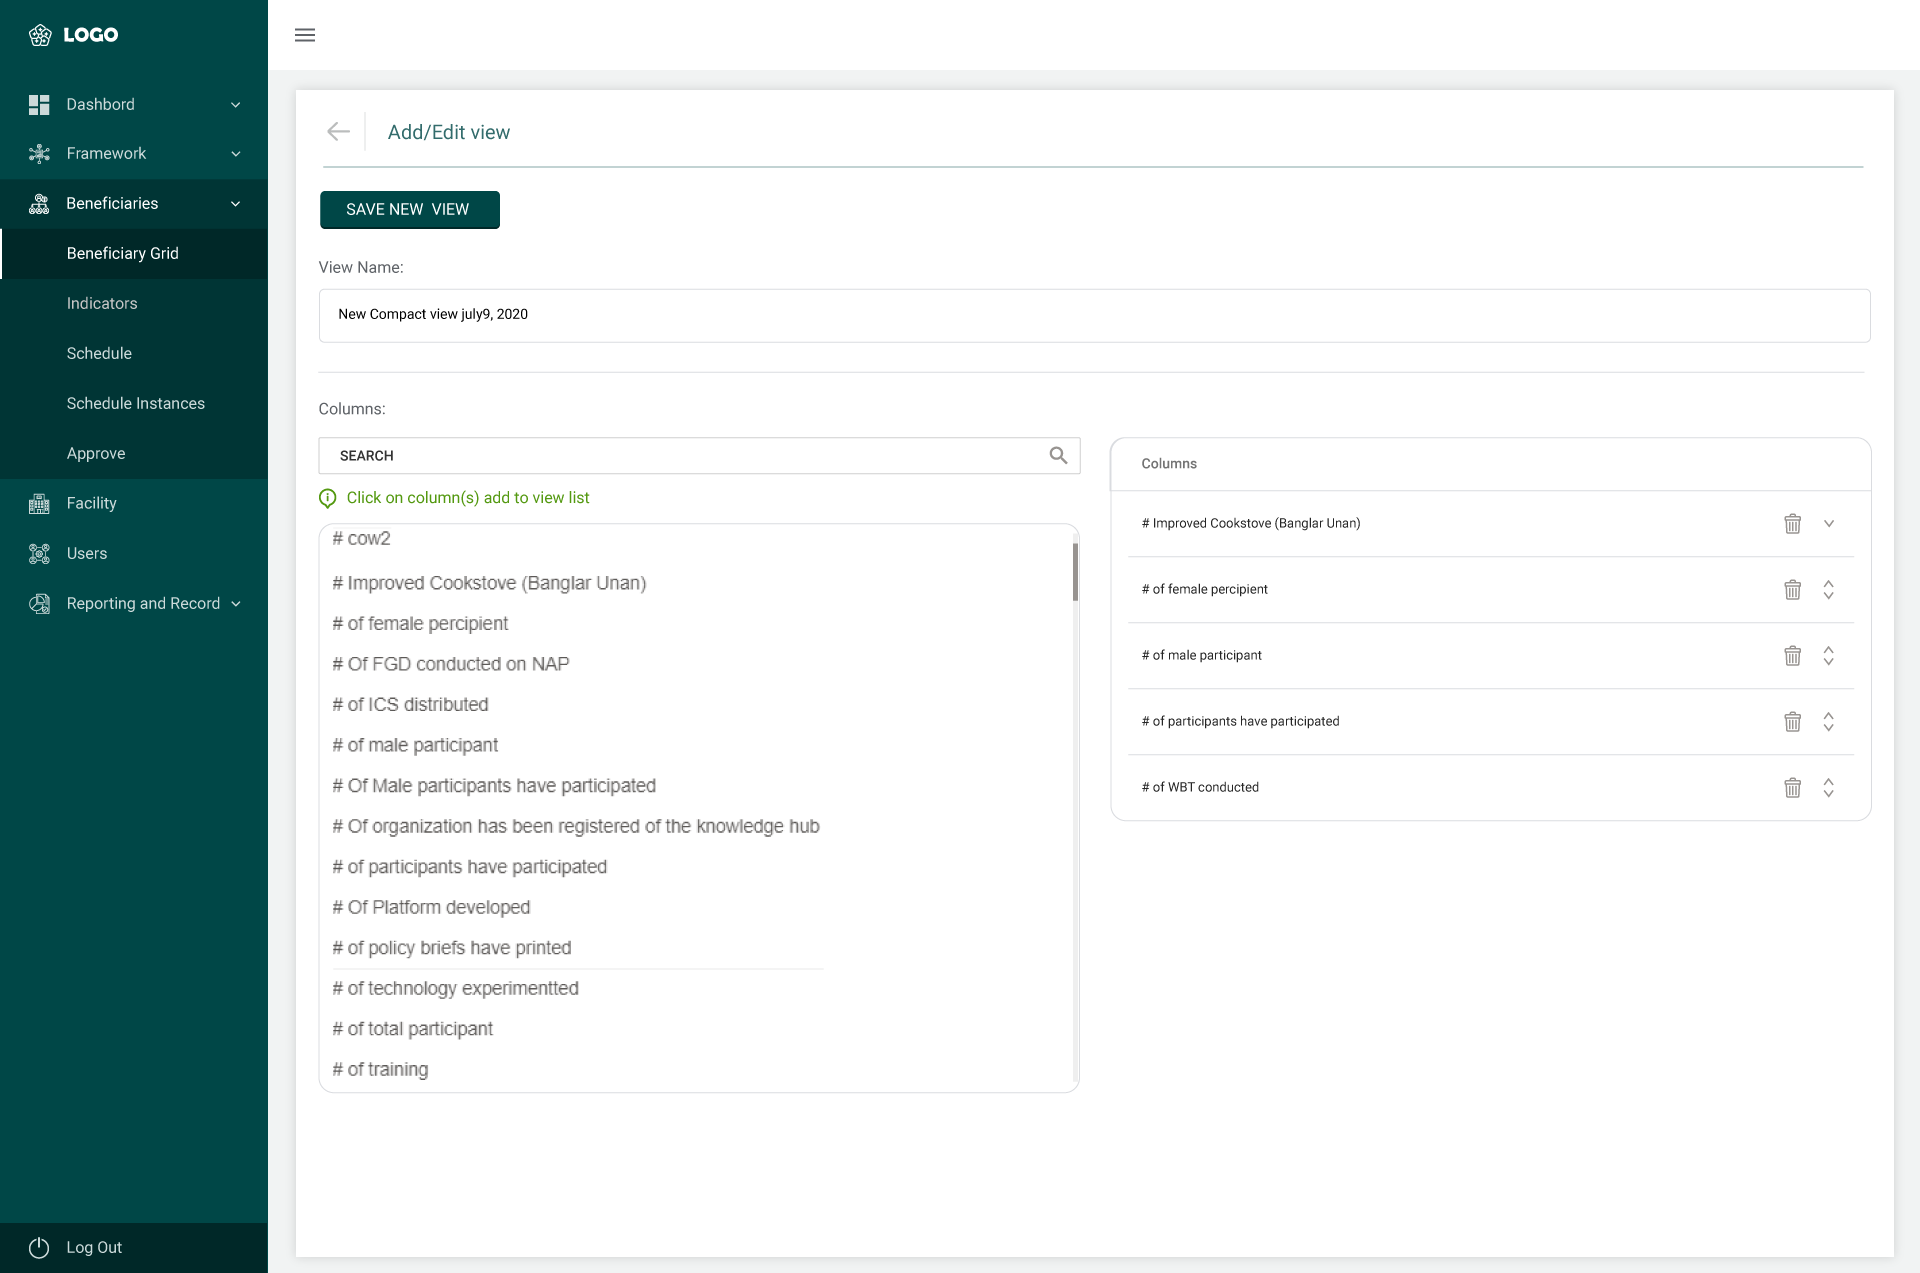 LOGO
Dashbord
Framework
Beneficiaries
Beneficiary Grid
Indicators
Schedule
Schedule Instances
Approve
Facility
Users
Reporting and Record
Log Out
Add/Edit view
SAVE NEW VIEW
View Name:
New Compact view july9, 2020
Columns:
SEARCH
Click on column(s) add to view list
# cow2
# Improved Cookstove (Banglar Unan)
# of female percipient
# Of FGD conducted on NAP
# of ICS distributed
# of male participant
# Of Male participants have participated
# Of organization has been registered of the knowledge hub
# of participants have participated
# Of Platform developed
# of policy briefs have printed
# of technology experimentted
# of total participant
# of training
Columns
# Improved Cookstove (Banglar Unan)
# of female percipient
# of male participant
# of participants have participated
# of WBT conducted